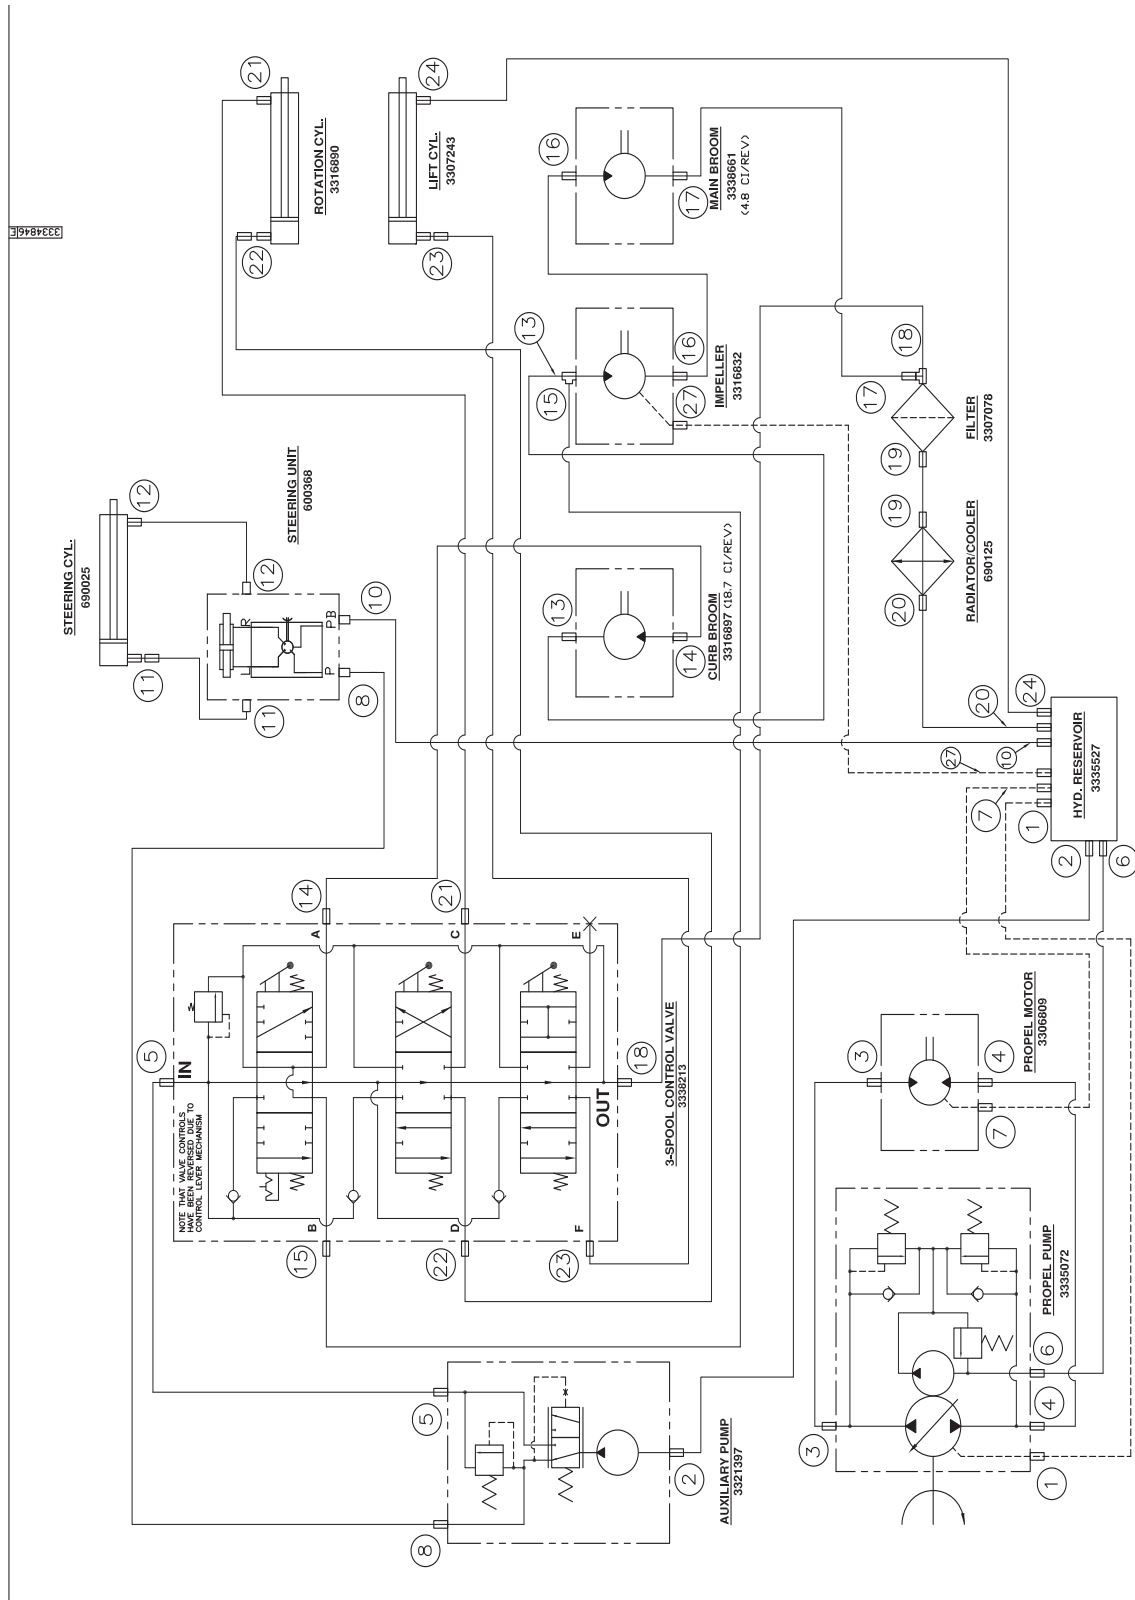 3334846 E
21
24
22
23
ROTATION CYL.
3316890
LIFT CYL.
3307243
16
17
MAIN BROOM
3338661
(4.8 CI/REV)
13
15
16
27
IMPELLER
3316832
18
17
19
FILTER
3307078
19
20
RADIATOR/COOLER
690125
STEERING CYL.
690025
12
11
STEERING UNIT
600368
12
11
L
R
P
PB
10
8
13
14
CURB BROOM
3316897 (18.7 CI/REV)
24
20
10
27
7
1
2
6
HYD. RESERVOIR
3335527
14
21
A
C
E
5
IN
NOTE THAT VALVE CONTROLS
HAVE BEEN REVERSED DUE TO
CONTROL LEVER MECHANISM
OUT
18
3-SPOOL CONTROL VALVE
3338213
B
D
F
15
22
23
3
4
7
PROPEL MOTOR
3306809
5
8
2
AUXILIARY PUMP
3321397
3
6
4
1
PROPEL PUMP
3335072